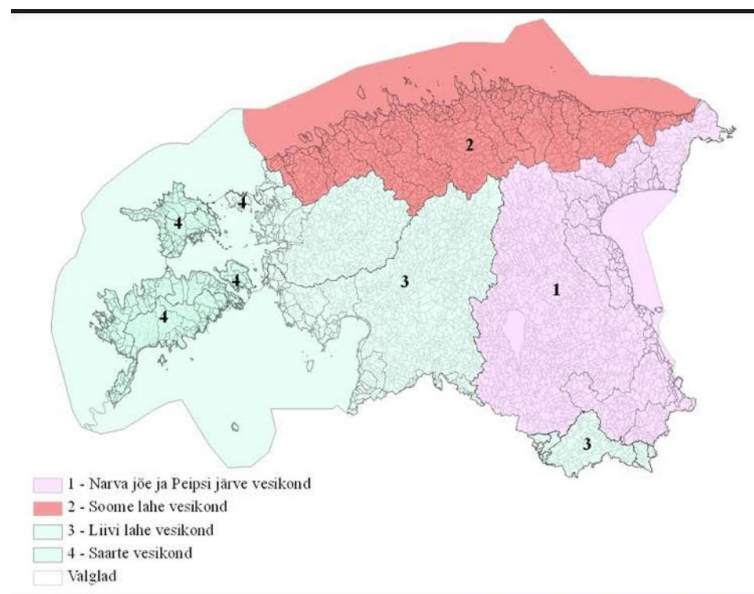 2
4
4
4
3
1
4
3
1 - Narva jõe ja Peipsi järve vesikond
2 - Soome lahe vesikond
3 - Liivi lahe vesikond
4 - Saarte vesikond
Valglad